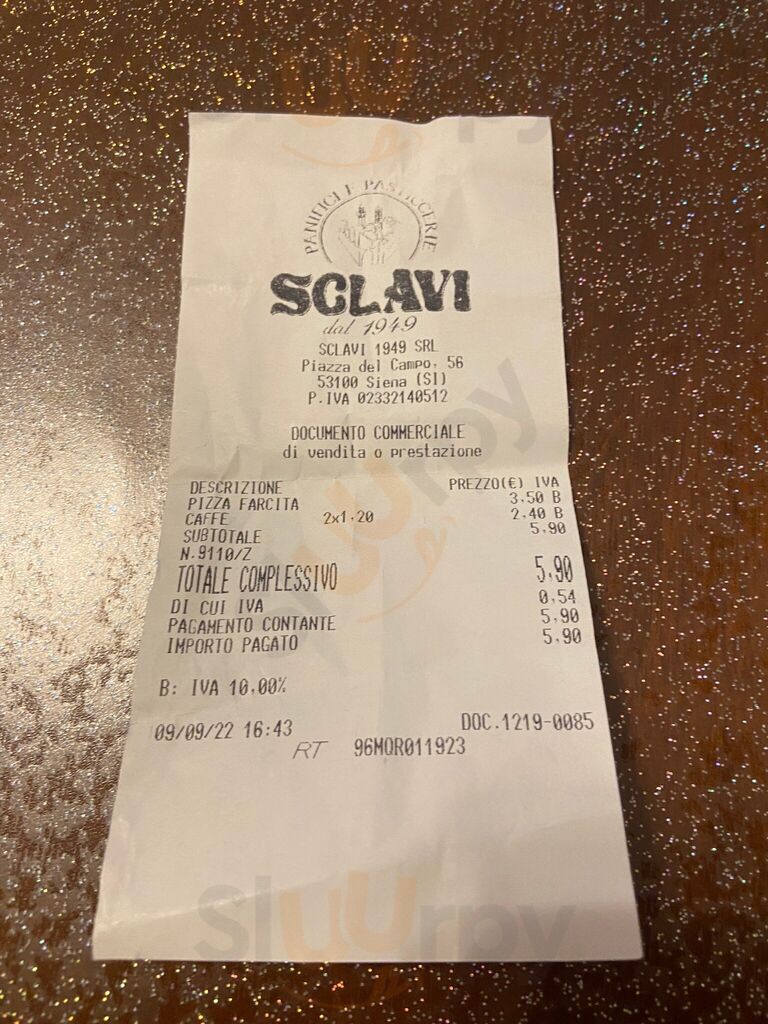 Sluurpy
PANIFICI E PASTICCERIE
SCLAVI
dal 1949
SCLAVI 1949 SRL
Piazza del Campo, 56
53100 Siena (SI)
P.IVA 02332140512
DOCUMENTO COMMERCIALE
di vendita o prestazione
DESCRIZIONE PREZZO(€) IVA
PIZZA FARCITA 3.50 B
CAFFE 2x1.20 2.40 B
SUBTOTALE 5.90
N.9110/Z
TOTALE COMPLESSIVO 5,90
DI CUI IVA 0,54
PAGAMENTO CONTANTE 5,90
IMPORTO PAGATO 5.90
B: IVA 10,00%
09/09/22 16:43 DOC.1219-0085
RT 96MOR011923
Sluurpy
Sluurpy